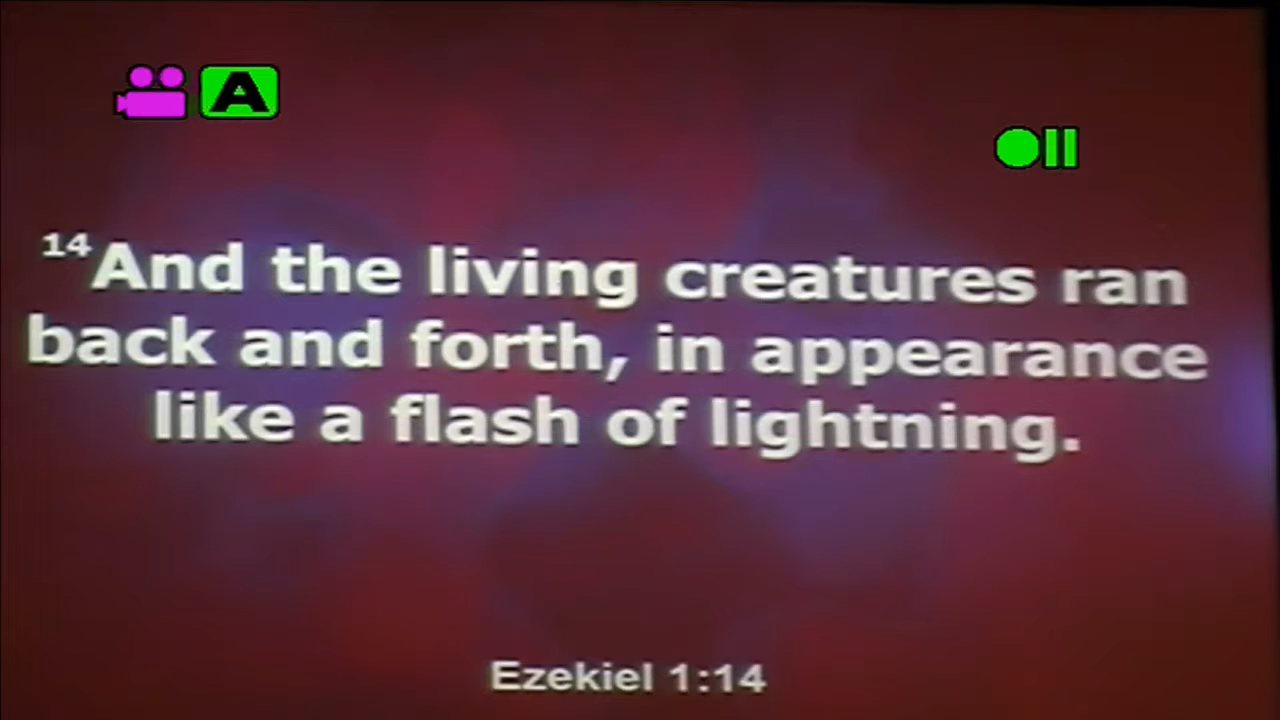 A
14And the living creatures ran
back and forth, in appearance
like a flash of lightning.
Ezekiel 1:14